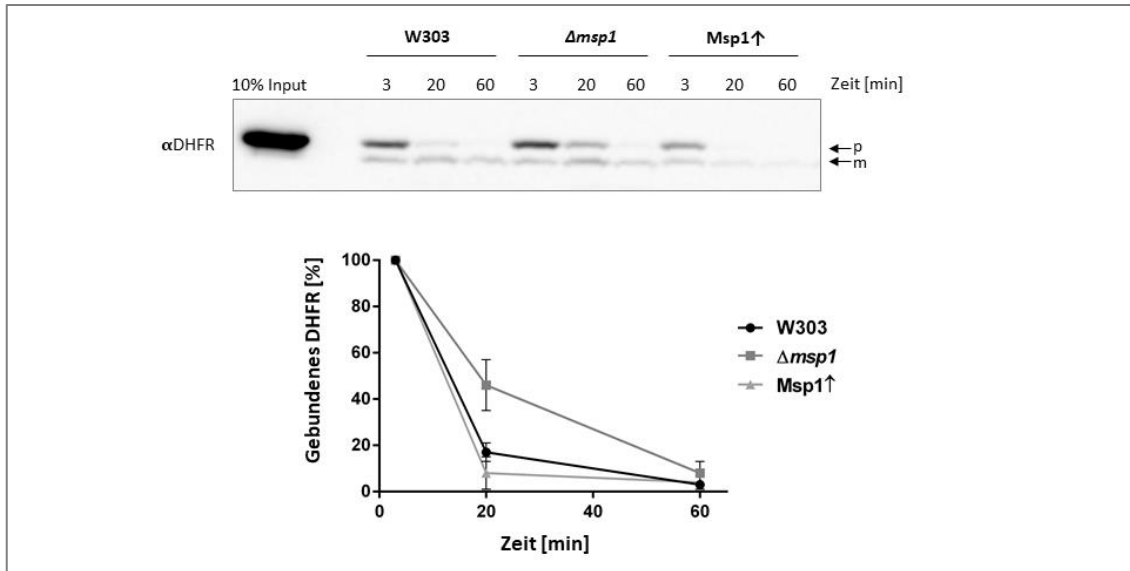 W303 Δmsp1 Msp1↑
10% Input 3 20 60 3 20 60 3 20 60 Zeit [min]
αDHFR
p
m
Gebundenes DHFR [%]
100
80
60
40
20
0
0 20 40 60
Zeit [min]
W303
Δmsp1
Msp1↑